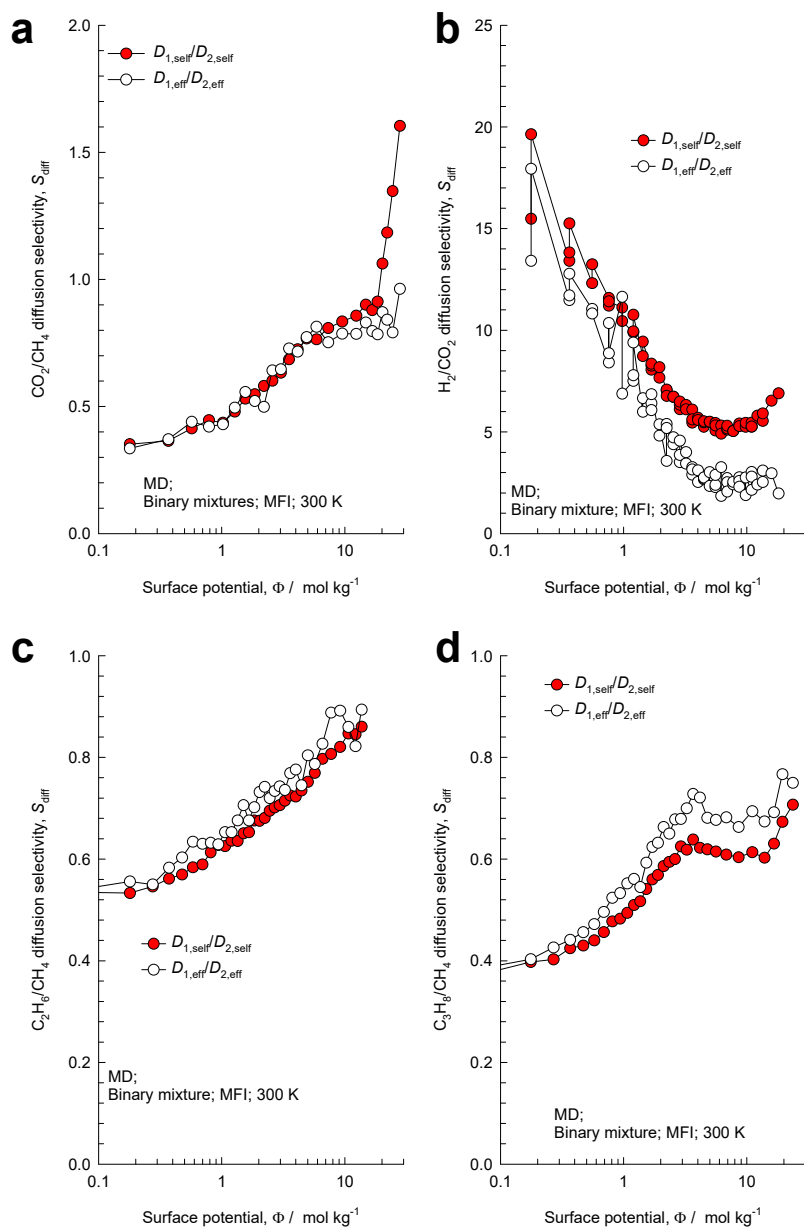 a
2.0
1.5
1.0
0.5
0.0
CO₂/CH₄ diffusion selectivity, S_diff
D₁,self/D₂,self
D₁,eff/D₂,eff
MD;
Binary mixtures; MFI; 300 K
0.1 1 10
Surface potential, Φ / mol kg⁻¹
b
25
20
15
10
5
0
H₂/CO₂ diffusion selectivity, S_diff
D₁,self/D₂,self
D₁,eff/D₂,eff
MD;
Binary mixture; MFI; 300 K
0.1 1 10
Surface potential, Φ / mol kg⁻¹
c
1.0
0.8
0.6
0.4
0.2
0.0
C₂H₆/CH₄ diffusion selectivity, S_diff
D₁,self/D₂,self
D₁,eff/D₂,eff
MD;
Binary mixture; MFI; 300 K
0.1 1 10
Surface potential, Φ / mol kg⁻¹
d
1.0
0.8
0.6
0.4
0.2
0.0
C₃H₈/CH₄ diffusion selectivity, S_diff
D₁,self/D₂,self
D₁,eff/D₂,eff
MD;
Binary mixture; MFI; 300 K
0.1 1 10
Surface potential, Φ / mol kg⁻¹